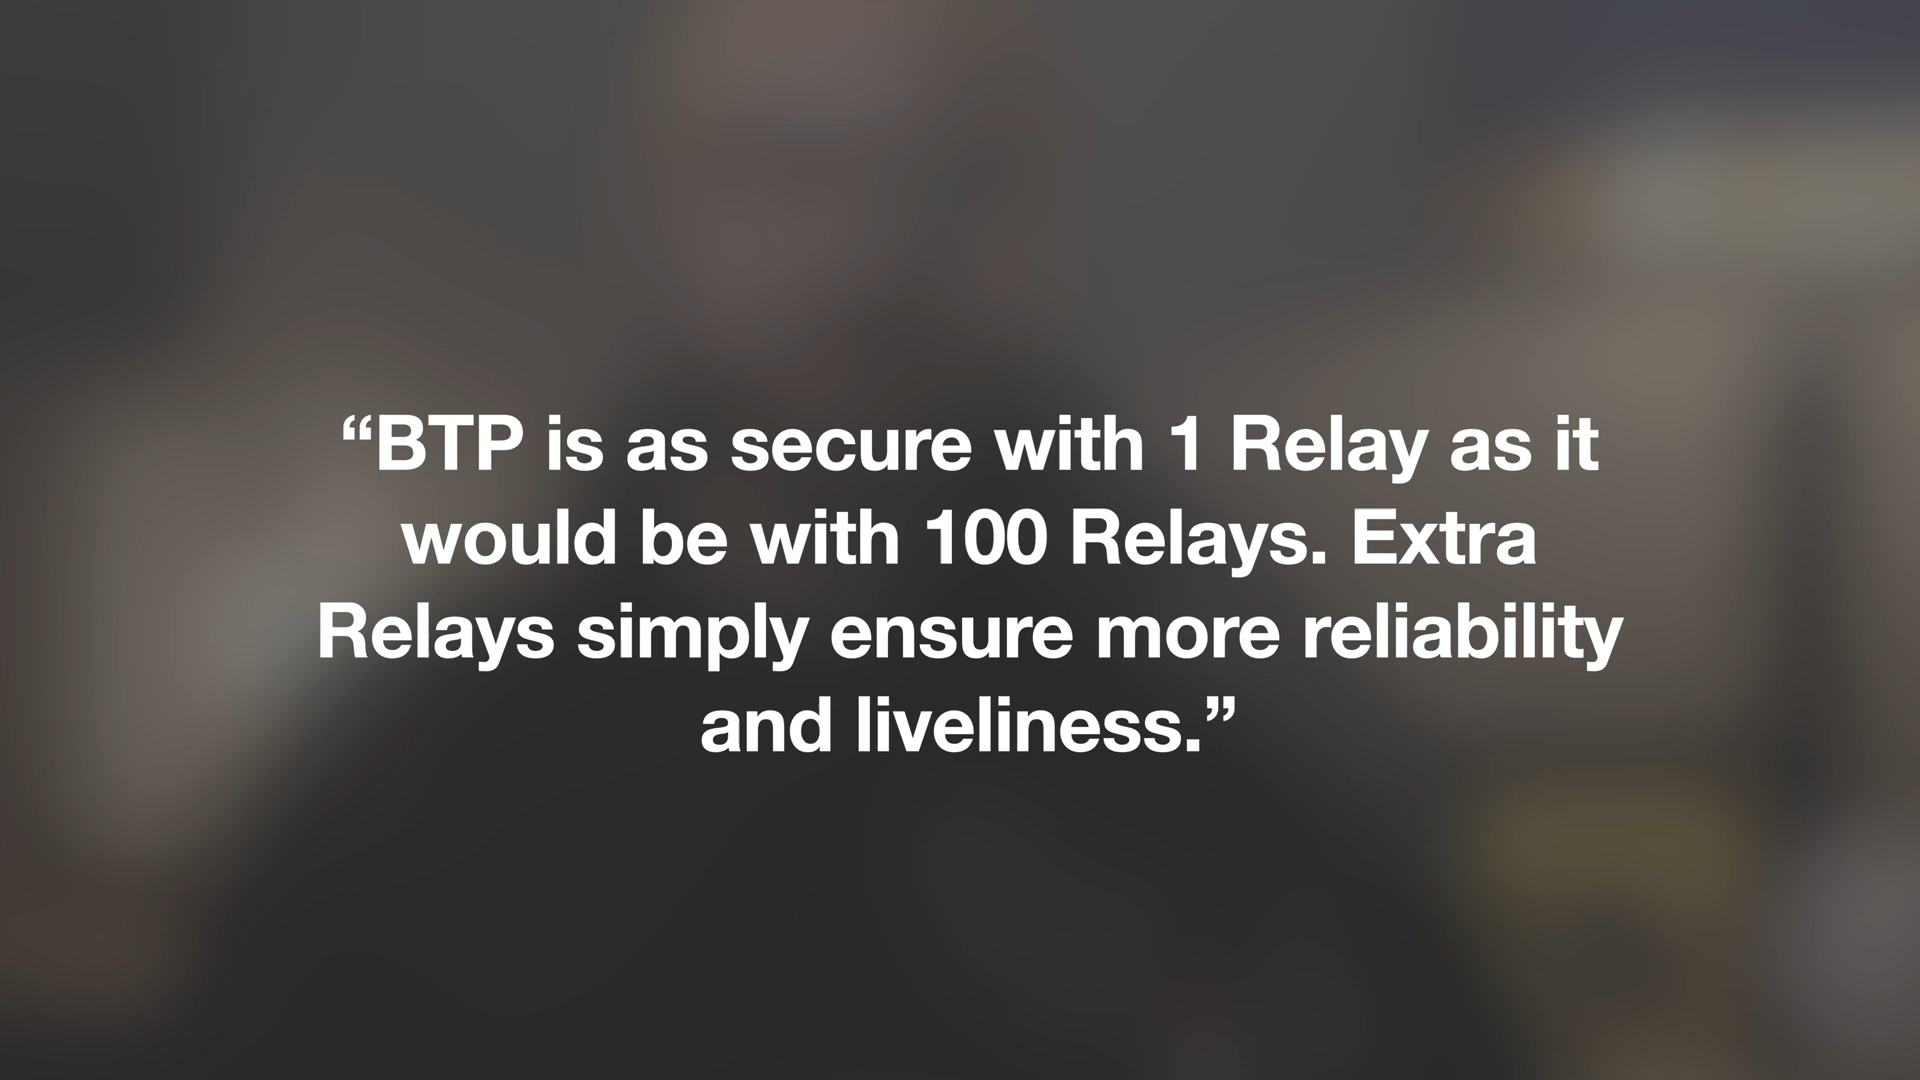 “BTP is as secure with 1 Relay as it
would be with 100 Relays. Extra
Relays simply ensure more reliability
and liveliness.”